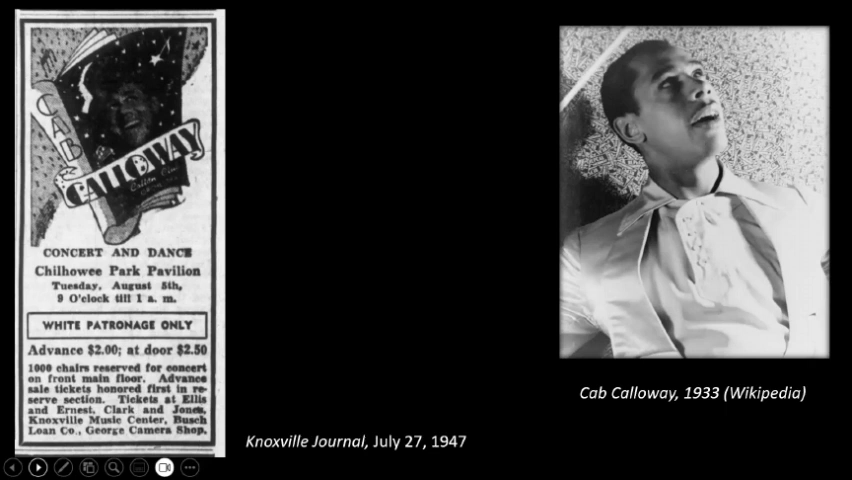 CAB
CALLOWAY
CONCERT AND DANCE
Chilhowee Park Pavilion
Tuesday, August 5th,
9 O'clock till 1 a. m.
WHITE PATRONAGE ONLY
Advance $2.00; at door $2.50
1000 chairs reserved for concert
on front main floor. Advance
sale tickets honored first in re-
serve section. Tickets at Ellis
and Ernest, Clark and Jones,
Knoxville Music Center, Busch
Loan Co., George Camera Shop.
Knoxville Journal, July 27, 1947
Cab Calloway, 1933 (Wikipedia)